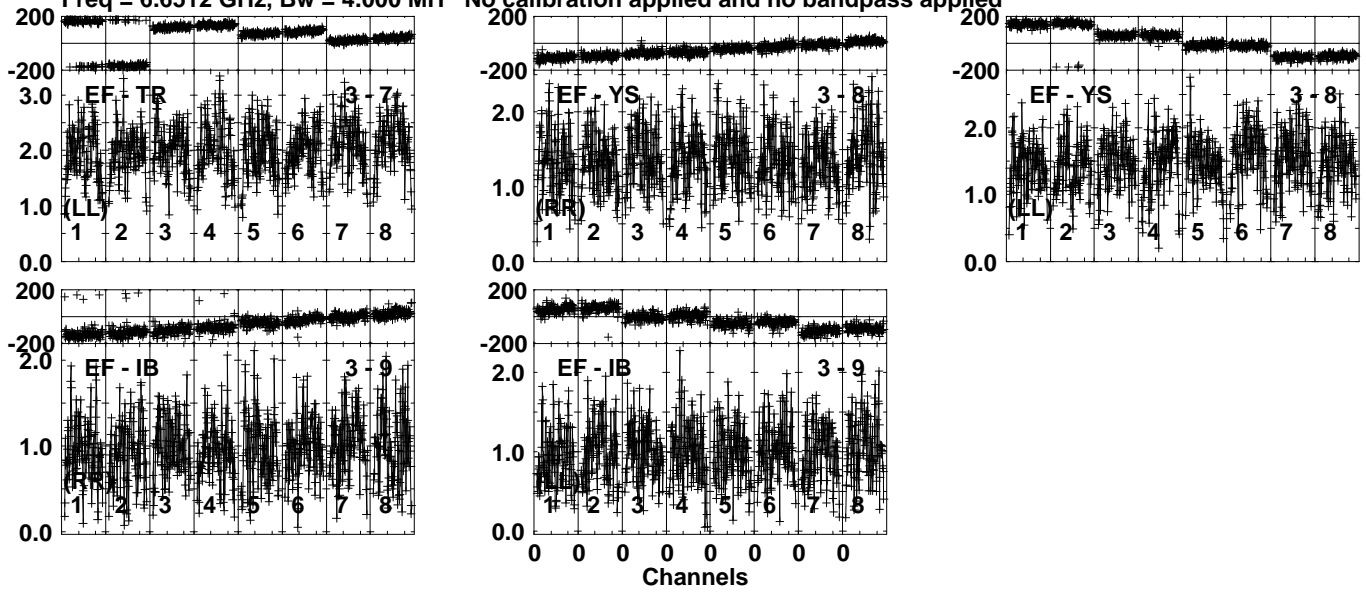 Freq = 6.6512 GHz, Bw = 4.000 MH No calibration applied and no bandpass applied
200 200 200
-200 -200 -200
3.0 EF - TR 3 - 7 2.0 EF - YS 3 - 8 2.0 EF - YS 3 - 8
2.0 1.0 1.0
1.0 (LL) (RR) (LL)
1 2 3 4 5 6 7 8 1 2 3 4 5 6 7 8 1 2 3 4 5 6 7 8
0.0 0.0 0.0
200 200
-200 -200
2.0 EF - IB 3 - 9 2.0 EF - IB 3 - 9
1.0 1.0
(RR) (LL)
1 2 3 4 5 6 7 8 1 2 3 4 5 6 7 8
0.0 0.0
0 0 0 0 0 0 0 0
Channels